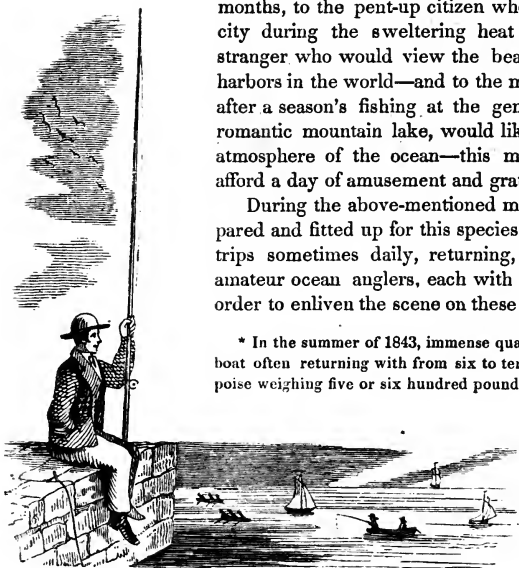 months, to the pent-up citizen wh
city during the sweltering heat
stranger who would view the bea
harbors in the world—and to the m
after a season's fishing at the gen
romantic mountain lake, would lik
atmosphere of the ocean—this m
afford a day of amusement and gra
During the above-mentioned m
pared and fitted up for this species
trips sometimes daily, returning,
amateur ocean anglers, each with
order to enliven the scene on these
* In the summer of 1843, immense qua
boat often returning with from six to ten
poise weighing five or six hundred pound